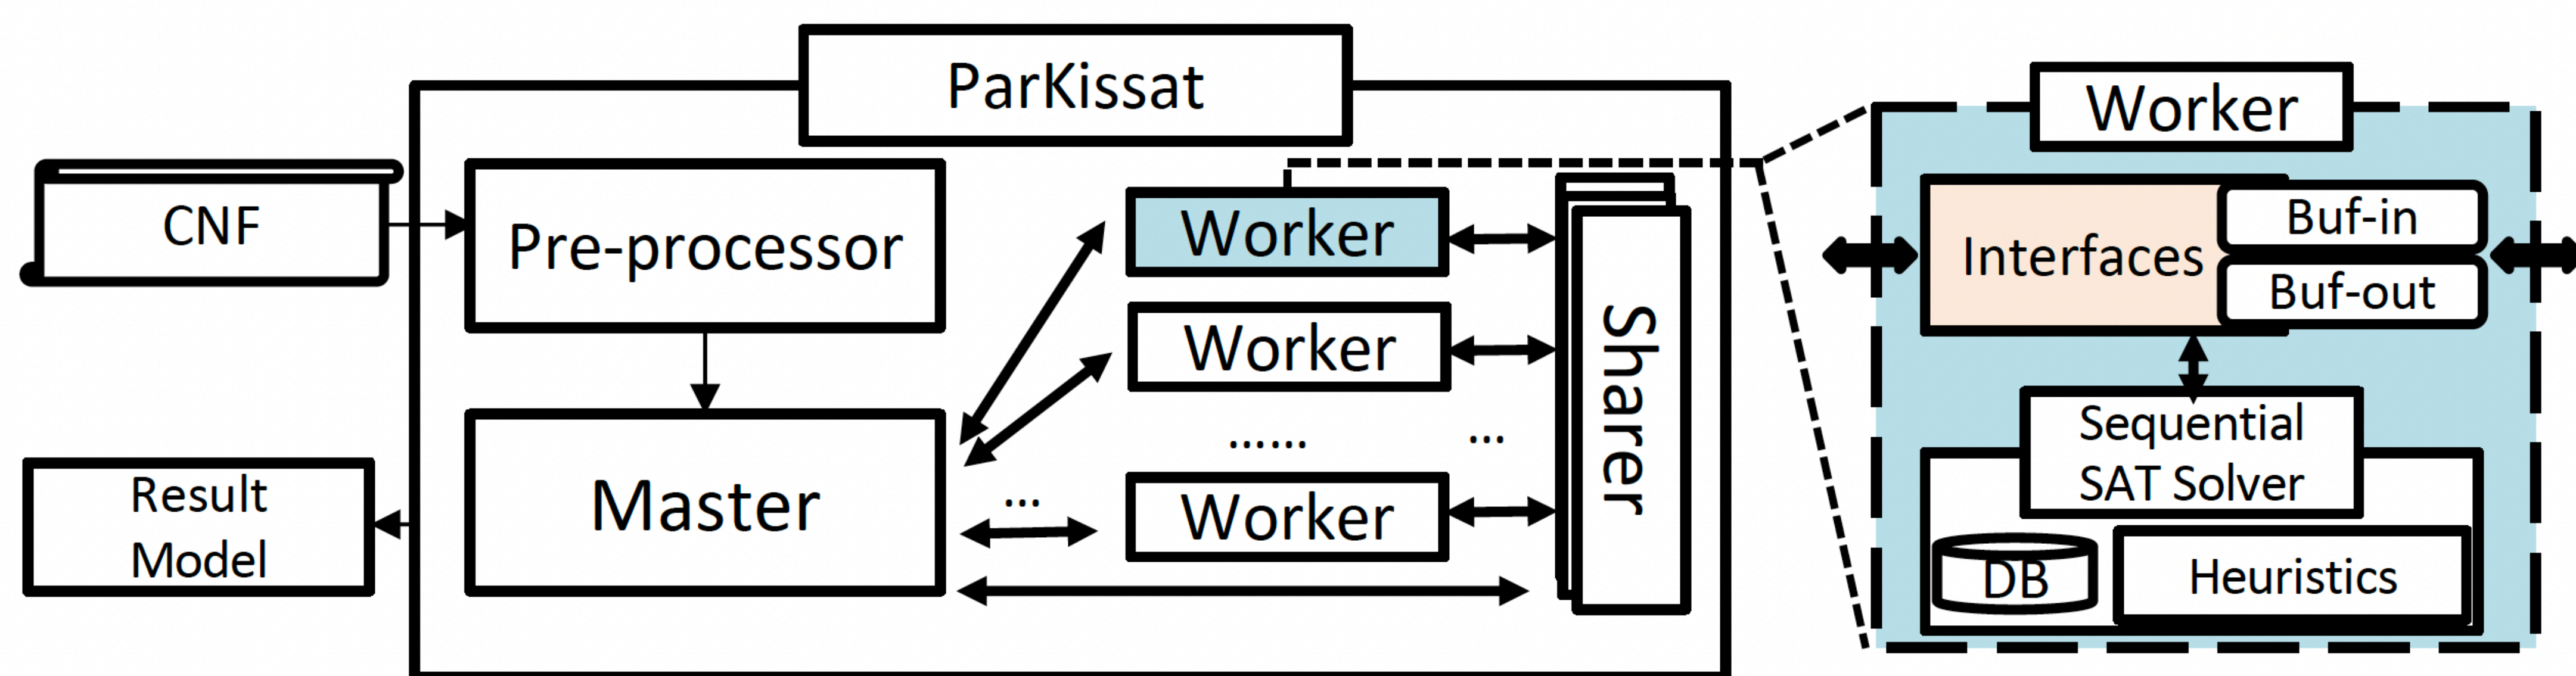 ParKissat
CNF
Pre-processor
Master
Result
Model
Worker
Worker
......
...
Worker
...
Sharer
Worker
Interfaces
Buf-in
Buf-out
Sequential
SAT Solver
DB
Heuristics